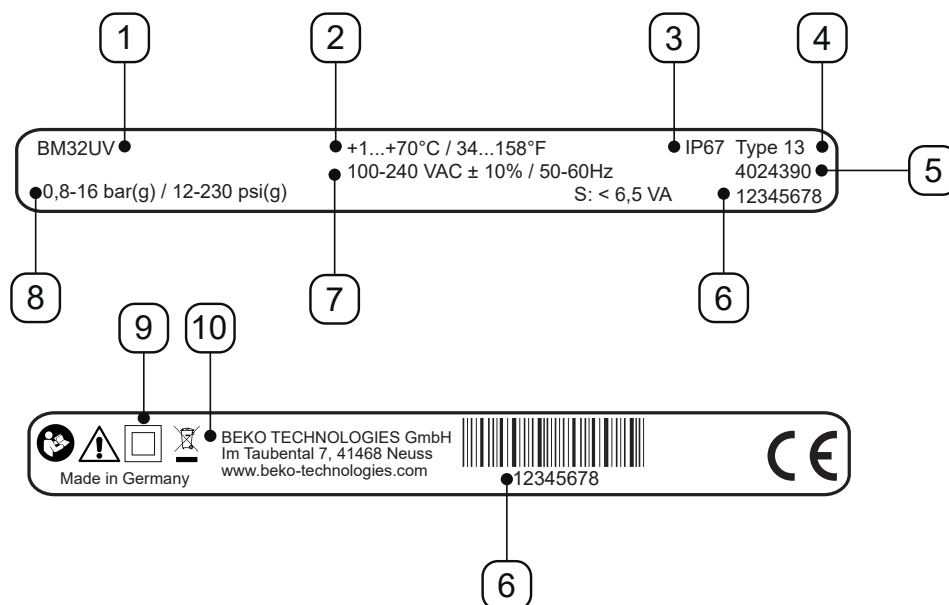 1 2 3 4
BM32UV +1...+70°C / 34...158°F IP67 Type 13
100-240 VAC ± 10% / 50-60Hz 4024390 5
0,8-16 bar(g) / 12-230 psi(g) S: < 6,5 VA 12345678
8 7 6
9 10
BEKO TECHNOLOGIES GmbH
Im Taubental 7, 41468 Neuss
www.beko-technologies.com
Made in Germany
12345678
CE
6